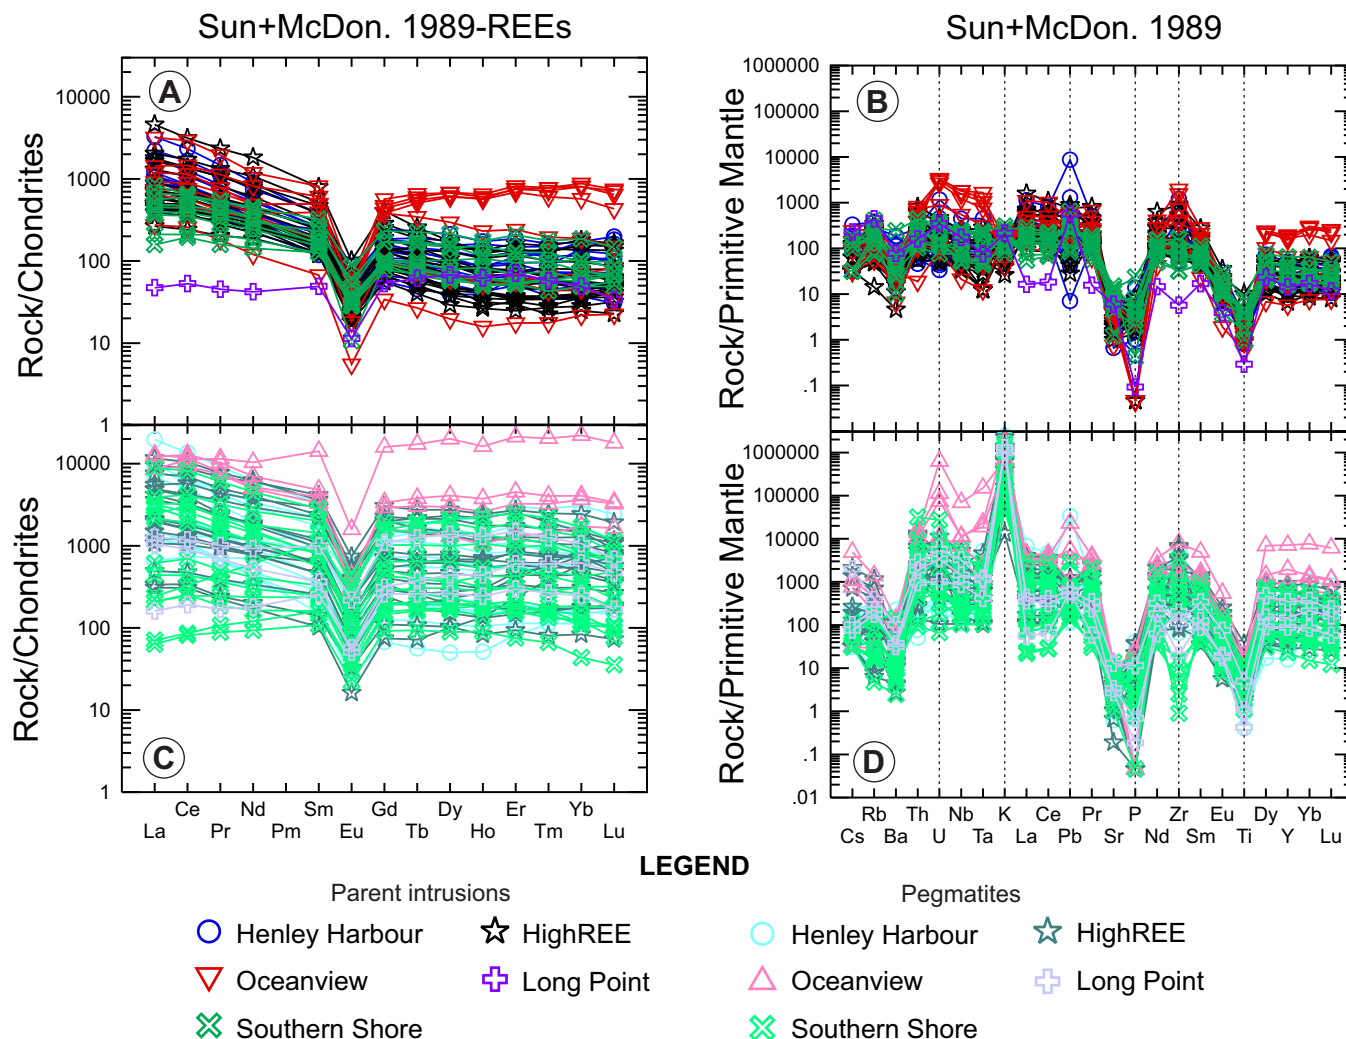 Sun+McDon. 1989-REEs
Sun+McDon. 1989
A
Rock/Chondrites
10000
1000
100
10
1
B
Rock/Primitive Mantle
1000000
100000
10000
1000
100
10
1
.1
C
Rock/Chondrites
10000
1000
100
10
1
D
Rock/Primitive Mantle
1000000
100000
10000
1000
100
10
1
.1
.01
Ce Nd Sm Gd Dy Er Yb
La Pr Pm Eu Tb Ho Tm Lu
Rb Th Nb K Ce Pr P Zr Eu Dy Yb
Cs Ba U Ta La Pb Sr Nd Sm Ti Y Lu
LEGEND
Parent intrusions
Henley Harbour
HighREE
Oceanview
Long Point
Southern Shore
Pegmatites
Henley Harbour
HighREE
Oceanview
Long Point
Southern Shore